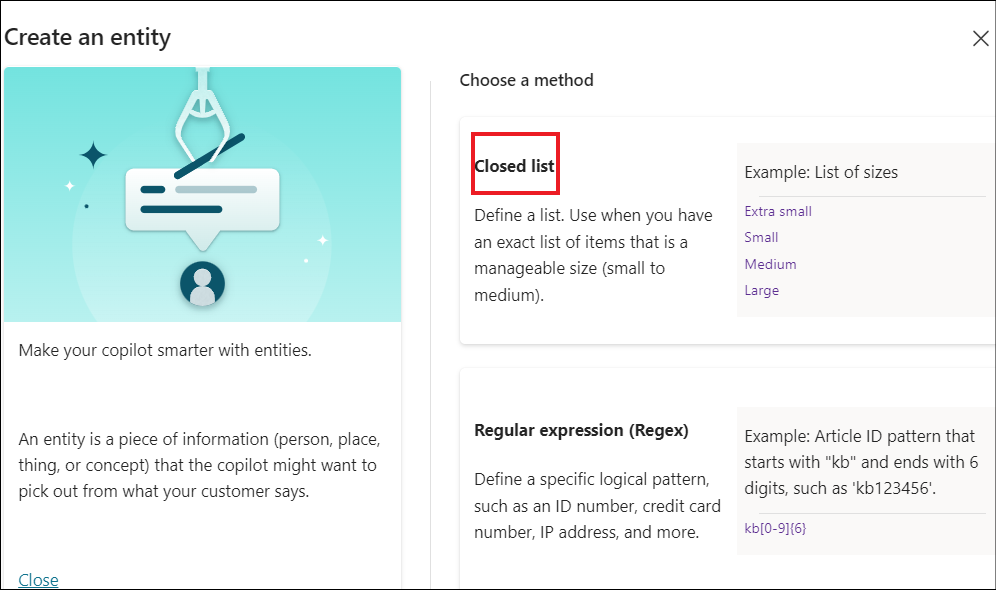 Create an entity
Make your copilot smarter with entities.
An entity is a piece of information (person, place,
thing, or concept) that the copilot might want to
pick out from what your customer says.
Close
Choose a method
Closed list
Define a list. Use when you have
an exact list of items that is a
manageable size (small to
medium).
Example: List of sizes
Extra small
Small
Medium
Large
Regular expression (Regex)
Define a specific logical pattern,
such as an ID number, credit card
number, IP address, and more.
Example: Article ID pattern that
starts with "kb" and ends with 6
digits, such as 'kb123456'.
kb[0-9]{6}